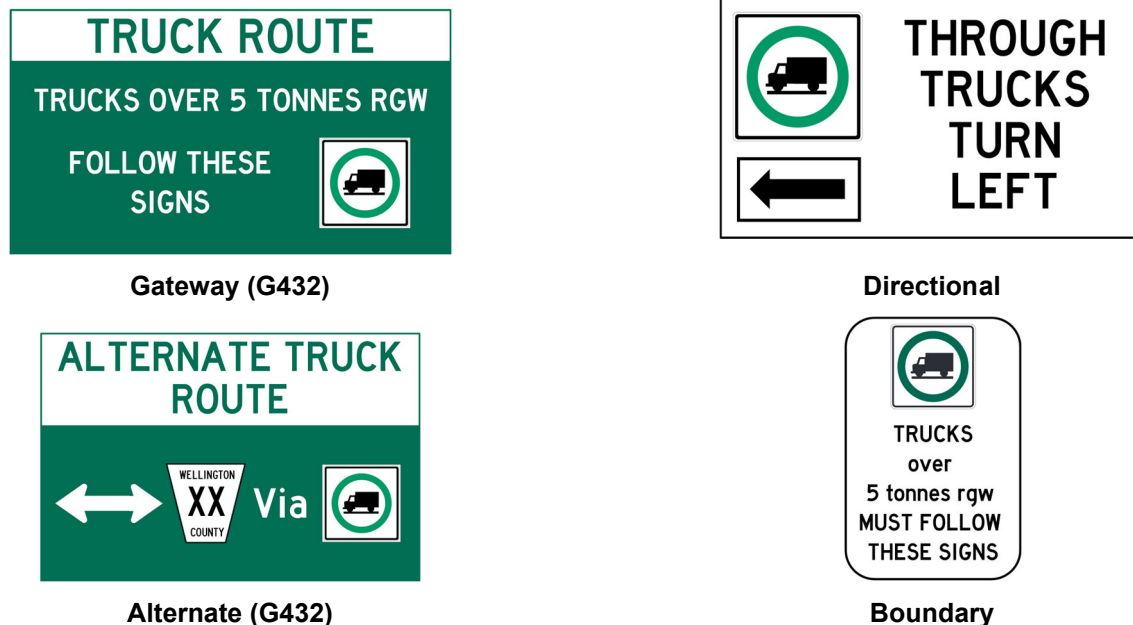 TRUCK ROUTE
TRUCKS OVER 5 TONNES RGW
FOLLOW THESE
SIGNS
Gateway (G432)
THROUGH
TRUCKS
TURN
LEFT
Directional
ALTERNATE TRUCK
ROUTE
WELLINGTON
XX
COUNTY
Via
Alternate (G432)
TRUCKS
over
5 tonnes rgw
MUST FOLLOW
THESE SIGNS
Boundary